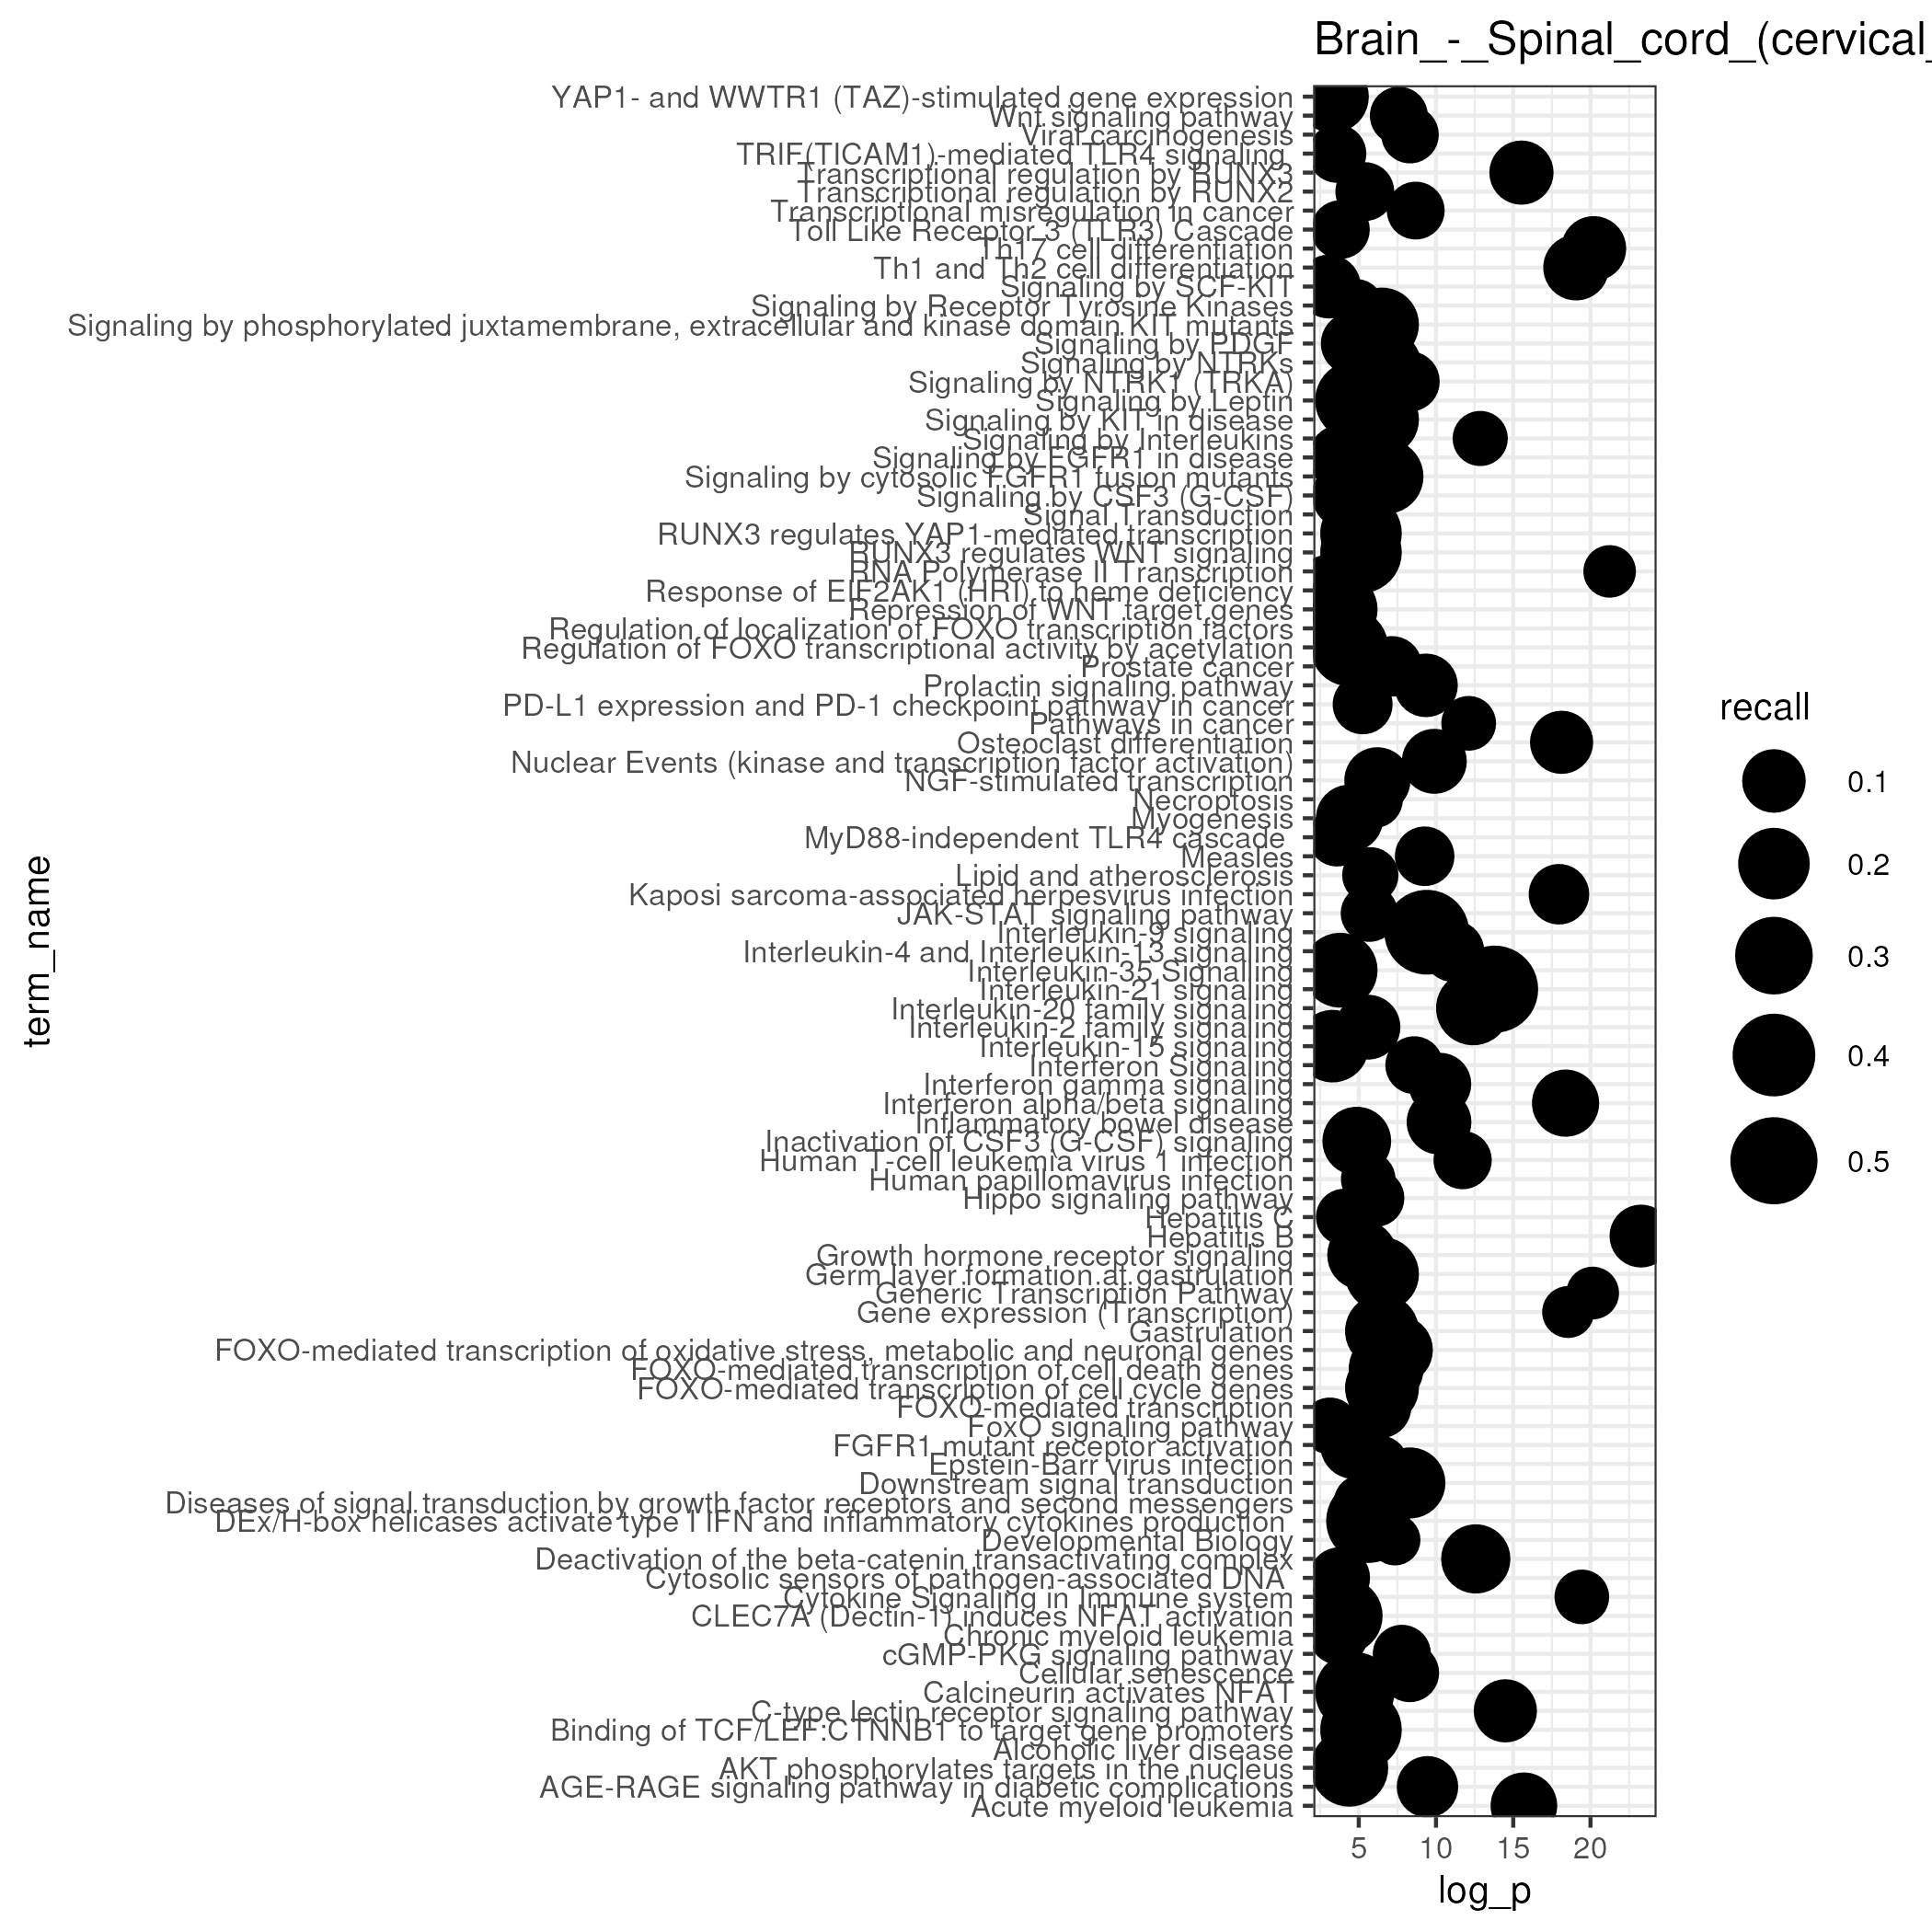 Brain_-_Spinal_cord_(cervical_
YAP1- and WWTR1 (TAZ)-stimulated gene expression
Wnt signaling pathway
Viral carcinogenesis
TRIF(TICAM1)-mediated TLR4 signaling
Transcriptional regulation by RUNX3
Transcriptional regulation by RUNX2
Transcriptional misregulation in cancer
Toll Like Receptor 3 (TLR3) Cascade
Th17 cell differentiation
Th1 and Th2 cell differentiation
Signaling by SCF-KIT
Signaling by Receptor Tyrosine Kinases
Signaling by phosphorylated juxtamembrane, extracellular and kinase domain KIT mutants
Signaling by PDGF
Signaling by NTRKs
Signaling by NTRK1 (TRKA)
Signaling by Leptin
Signaling by KIT in disease
Signaling by Interleukins
Signaling by FGFR1 in disease
Signaling by cytosolic FGFR1 fusion mutants
Signaling by CSF3 (G-CSF)
Signal Transduction
RUNX3 regulates YAP1-mediated transcription
RUNX3 regulates WNT signaling
RNA Polymerase II Transcription
Response of EIF2AK1 (HRI) to heme deficiency
Repression of WNT target genes
Regulation of localization of FOXO transcription factors
Regulation of FOXO transcriptional activity by acetylation
Prostate cancer
Prolactin signaling pathway
PD-L1 expression and PD-1 checkpoint pathway in cancer
Pathways in cancer
Osteoclast differentiation
Nuclear Events (kinase and transcription factor activation)
NGF-stimulated transcription
Necroptosis
Myogenesis
MyD88-independent TLR4 cascade
Measles
Lipid and atherosclerosis
Kaposi sarcoma-associated herpesvirus infection
JAK-STAT signaling pathway
Interleukin-9 signaling
Interleukin-4 and Interleukin-13 signaling
Interleukin-35 Signalling
Interleukin-21 signaling
Interleukin-20 family signaling
Interleukin-2 family signaling
Interleukin-15 signaling
Interferon Signaling
Interferon gamma signaling
Interferon alpha/beta signaling
Inflammatory bowel disease
Inactivation of CSF3 (G-CSF) signaling
Human T-cell leukemia virus 1 infection
Human papillomavirus infection
Hippo signaling pathway
Hepatitis C
Hepatitis B
Growth hormone receptor signaling
Germ layer formation at gastrulation
Generic Transcription Pathway
Gene expression (Transcription)
Gastrulation
FOXO-mediated transcription of oxidative stress, metabolic and neuronal genes
FOXO-mediated transcription of cell death genes
FOXO-mediated transcription of cell cycle genes
FOXO-mediated transcription
FoxO signaling pathway
FGFR1 mutant receptor activation
Epstein-Barr virus infection
Downstream signal transduction
Diseases of signal transduction by growth factor receptors and second messengers
DEx/H-box helicases activate type I IFN and inflammatory cytokines production
Developmental Biology
Deactivation of the beta-catenin transactivating complex
Cytosolic sensors of pathogen-associated DNA
Cytokine Signaling in Immune system
CLEC7A (Dectin-1) induces NFAT activation
Chronic myeloid leukemia
cGMP-PKG signaling pathway
Cellular senescence
Calcineurin activates NFAT
C-type lectin receptor signaling pathway
Binding of TCF/LEF:CTNNB1 to target gene promoters
Alcoholic liver disease
AKT phosphorylates targets in the nucleus
AGE-RAGE signaling pathway in diabetic complications
Acute myeloid leukemia
term_name
5 10 15 20
log_p
recall
0.1
0.2
0.3
0.4
0.5